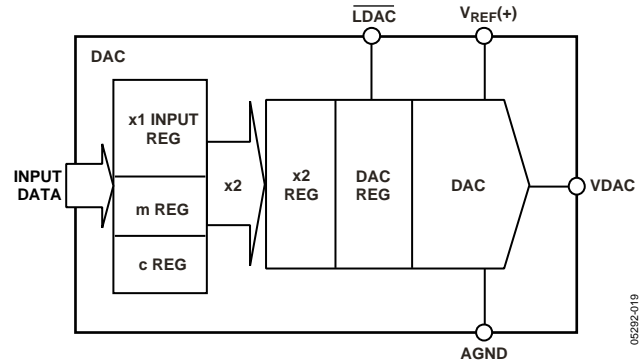 LDAC
VREF(+)
DAC
x1 INPUT
REG
INPUT
DATA
m REG
c REG
x2
x2
REG
DAC
REG
DAC
VDAC
AGND
05292-019